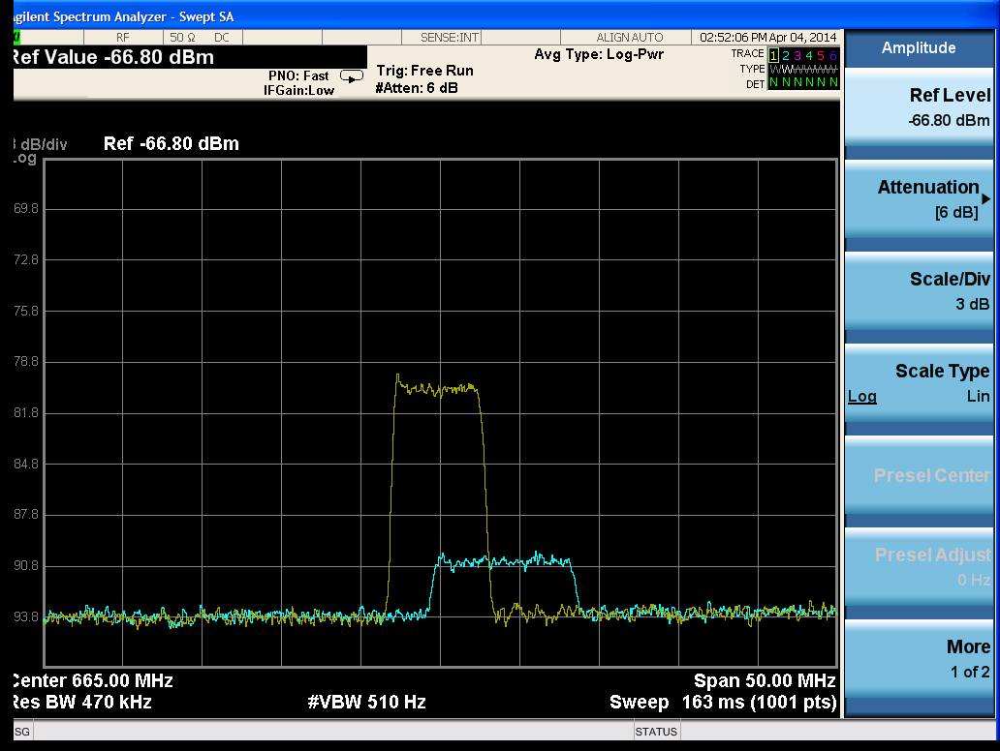 gilent Spectrum Analyzer - Swept SA
RF 50 Ω DC SENSE:INT ALIGN AUTO 02:52:06 PM Apr 04, 2014
Ref Value -66.80 dBm
PNO: Fast
IFGain:Low
Trig: Free Run
#Atten: 6 dB
Avg Type: Log-Pwr
TRACE 1 2 3 4 5 6
TYPE
DET N N N N N N
dB/div Ref -66.80 dBm
Log
69.8
72.8
75.8
78.8
81.8
84.8
87.8
90.8
93.8
Center 665.00 MHz Span 50.00 MHz
Res BW 470 kHz #VBW 510 Hz Sweep 163 ms (1001 pts)
SG STATUS
Amplitude
Ref Level
-66.80 dBm
Attenuation
[6 dB]
Scale/Div
3 dB
Scale Type
Log Lin
Presel Center
Presel Adjust
0 Hz
More
1 of 2